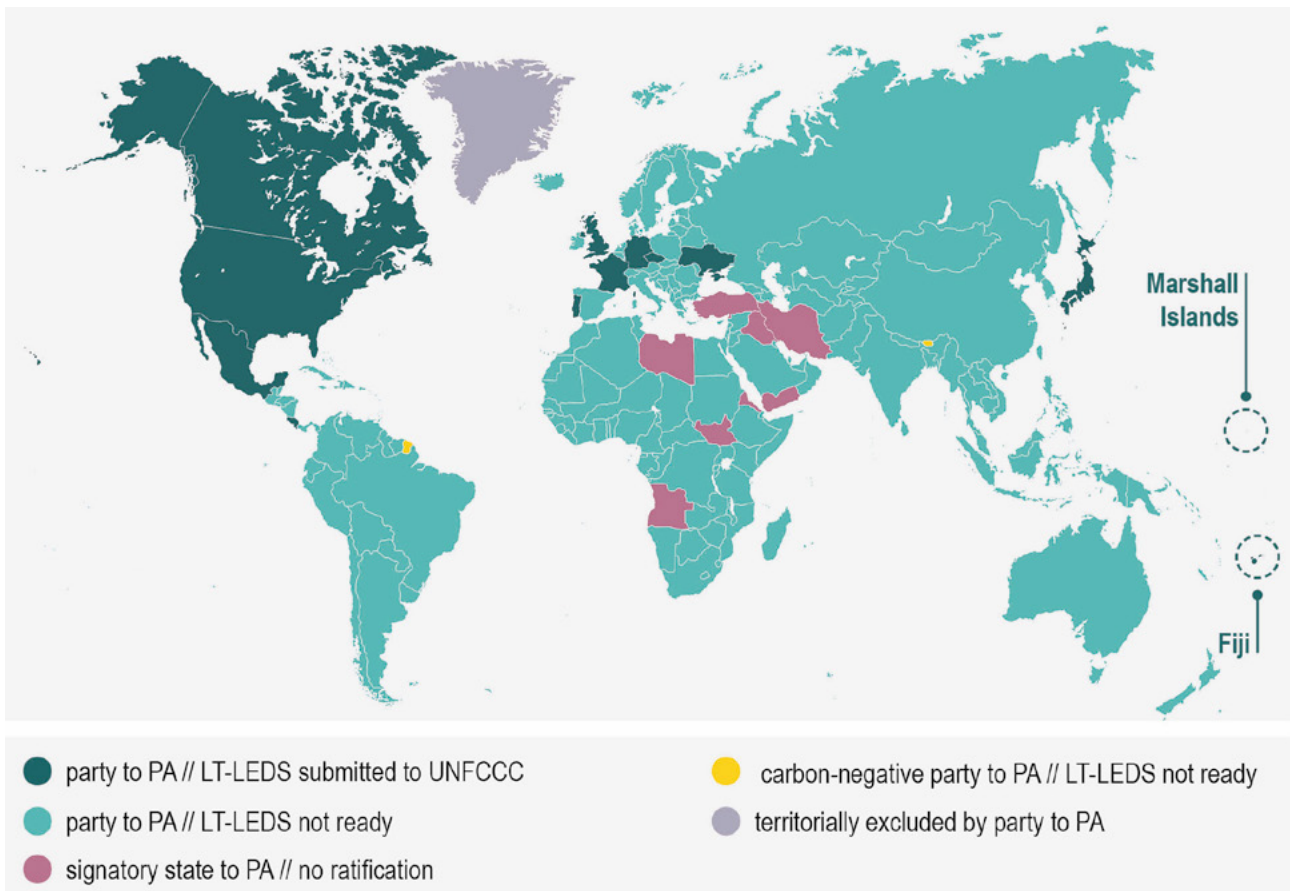 Marshall
Islands
Fiji
party to PA // LT-LEDS submitted to UNFCCC
party to PA // LT-LEDS not ready
signatory state to PA // no ratification
carbon-negative party to PA // LT-LEDS not ready
territorially excluded by party to PA